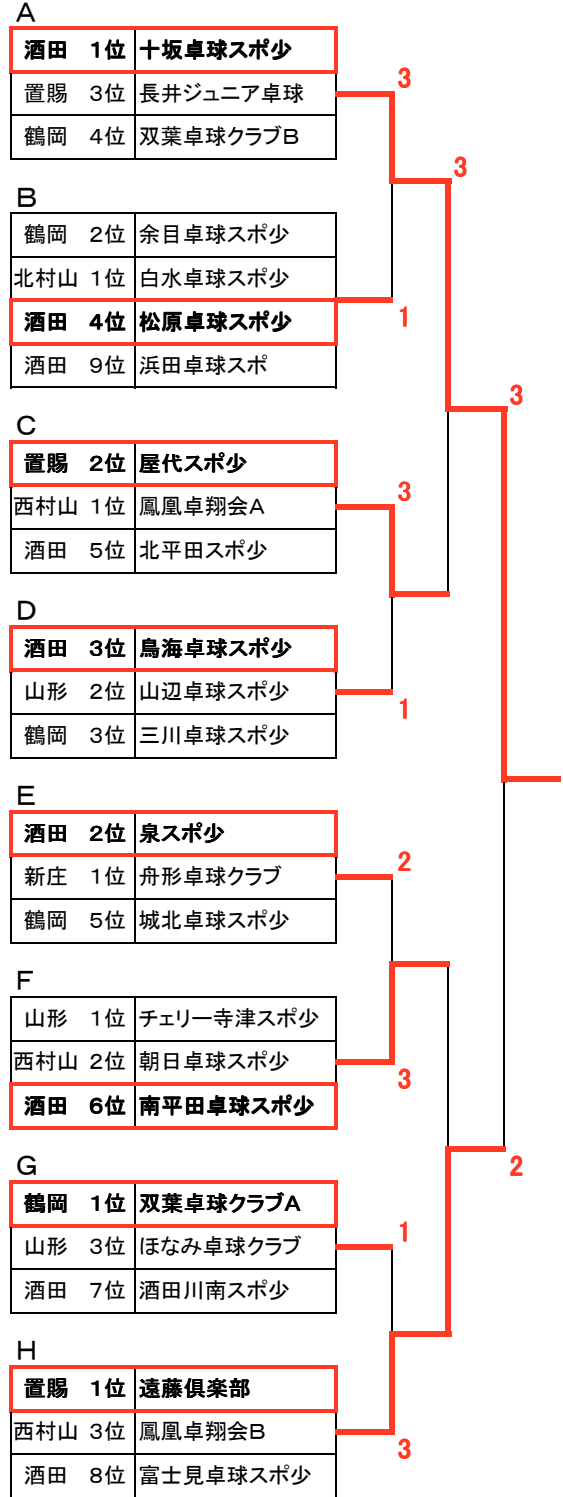 A
酒田 1位 十坂卓球スポ少
置賜 3位 長井ジュニア卓球
鶴岡 4位 双葉卓球クラブB
3
3
B
鶴岡 2位 余目卓球スポ少
北村山 1位 白水卓球スポ少
酒田 4位 松原卓球スポ少
酒田 9位 浜田卓球スポ
1
3
C
置賜 2位 屋代スポ少
西村山 1位 鳳凰卓翔会A
酒田 5位 北平田スポ少
3
D
酒田 3位 鳥海卓球スポ少
山形 2位 山辺卓球スポ少
鶴岡 3位 三川卓球スポ少
1
E
酒田 2位 泉スポ少
新庄 1位 舟形卓球クラブ
鶴岡 5位 城北卓球スポ少
2
F
山形 1位 チェリー寺津スポ少
西村山 2位 朝日卓球スポ少
酒田 6位 南平田卓球スポ少
3
G
鶴岡 1位 双葉卓球クラブA
山形 3位 ほなみ卓球クラブ
酒田 7位 酒田川南スポ少
2
1
H
置賜 1位 遠藤倶楽部
西村山 3位 鳳凰卓翔会B
酒田 8位 富士見卓球スポ少
3